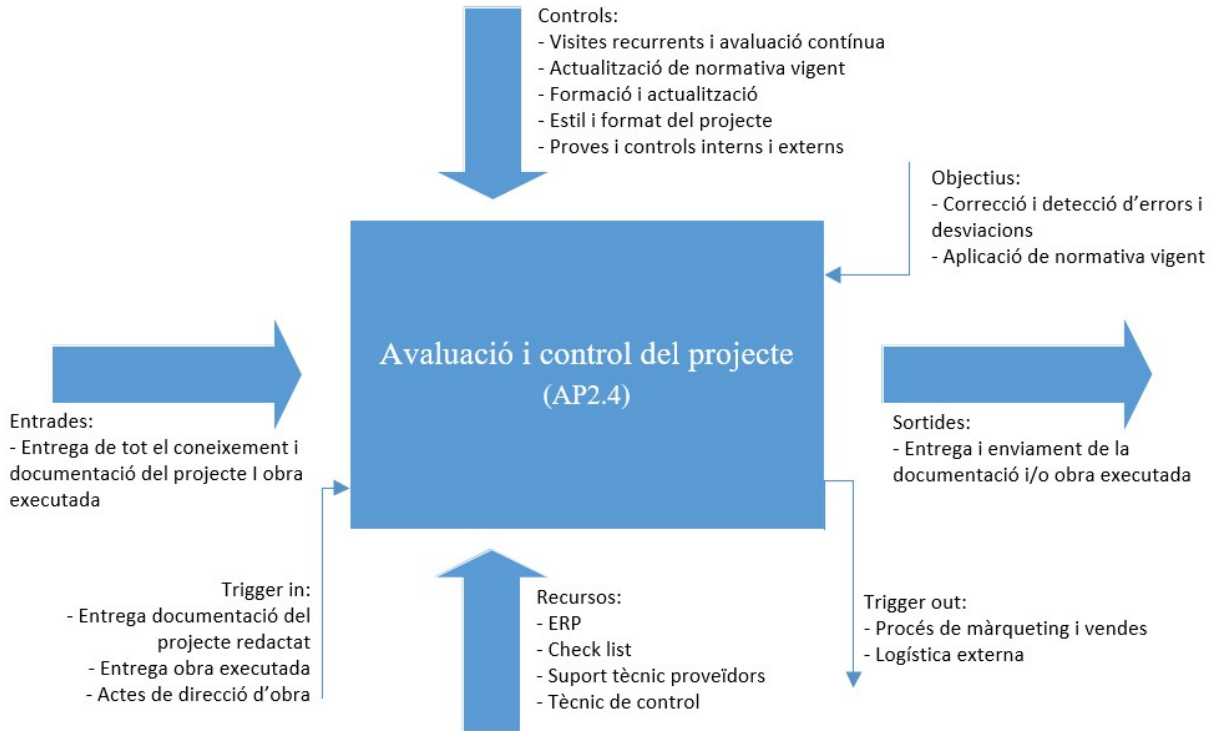 Controls:
- Visites recurrents i avaluació contínua
- Actualització de normativa vigent
- Formació i actualització
- Estil i format del projecte
- Proves i controls interns i externs
Objectius:
- Correcció i detecció d’errors i
desviacions
- Aplicació de normativa vigent
Avaluació i control del projecte
(AP2.4)
Entrades:
- Entrega de tot el coneixement i
documentació del projecte I obra
executada
Sortides:
- Entrega i enviament de la
documentació i/o obra executada
Trigger in:
- Entrega documentació del
projecte redactat
- Entrega obra executada
- Actes de direcció d’obra
Recursos:
- ERP
- Check list
- Suport tècnic proveïdors
- Tècnic de control
Trigger out:
- Procés de màrqueting i vendes
- Logística externa